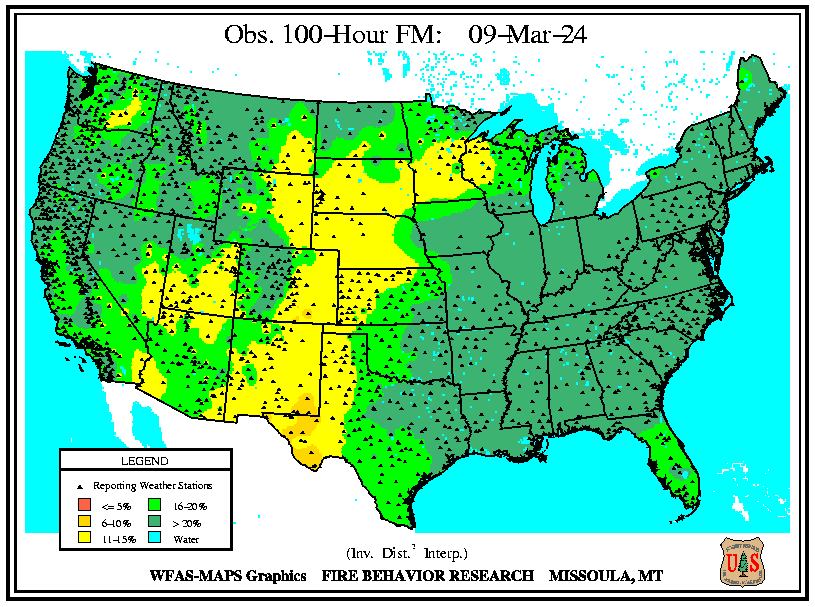 Obs. 100-Hour FM: 09-Mar-24
LEGEND
Reporting Weather Stations
<= 5%
16-20%
6-10%
> 20%
11-15%
Water
(Inv. Dist.² Interp.)
WFAS-MAPS Graphics FIRE BEHAVIOR RESEARCH MISSOULA, MT
U S